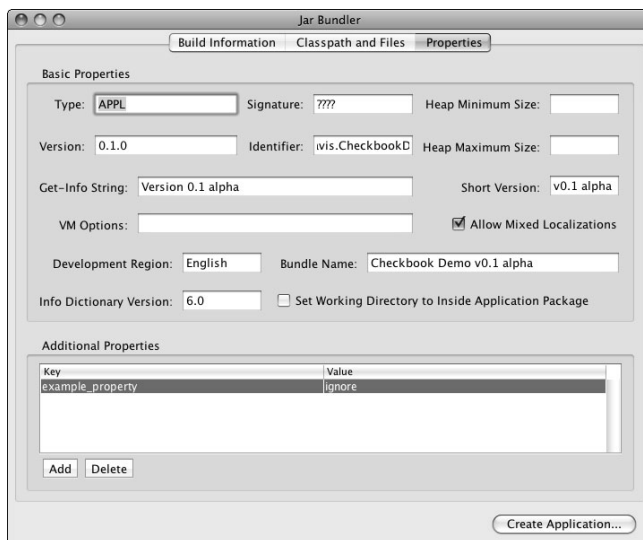 Jar Bundler
Build Information Classpath and Files Properties
Basic Properties
Type: APPL Signature: ???? Heap Minimum Size:
Version: 0.1.0 Identifier: vis.CheckbookD Heap Maximum Size:
Get-Info String: Version 0.1 alpha Short Version: v0.1 alpha
VM Options: Allow Mixed Localizations
Development Region: English Bundle Name: Checkbook Demo v0.1 alpha
Info Dictionary Version: 6.0 Set Working Directory to Inside Application Package
Additional Properties
Key Value
example_property ignore
Add Delete
Create Application...